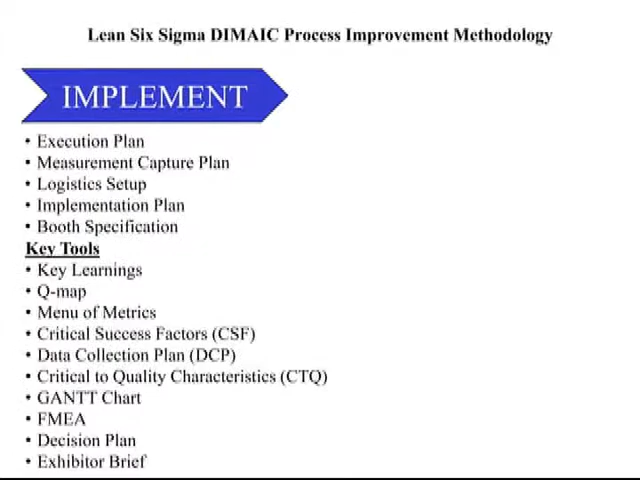 Lean Six Sigma DIMAIC Process Improvement Methodology
IMPLEMENT
• Execution Plan
• Measurement Capture Plan
• Logistics Setup
• Implementation Plan
• Booth Specification
Key Tools
• Key Learnings
• Q-map
• Menu of Metrics
• Critical Success Factors (CSF)
• Data Collection Plan (DCP)
• Critical to Quality Characteristics (CTQ)
• GANTT Chart
• FMEA
• Decision Plan
• Exhibitor Brief